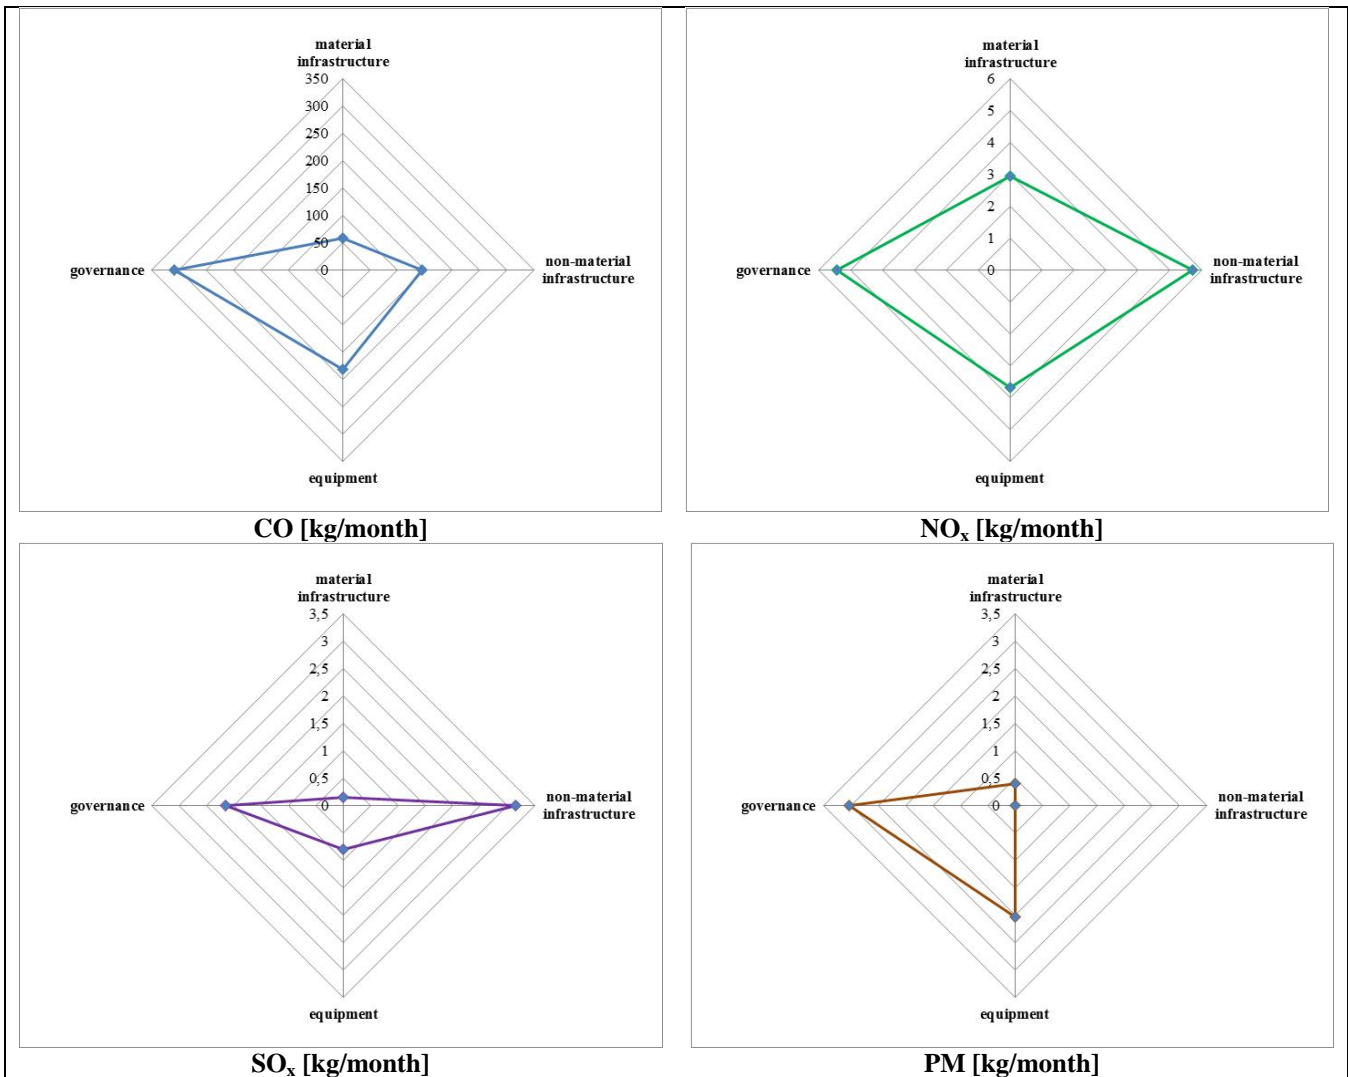 material
infrastructure
350
300
250
200
150
100
50
0
governance
non-material
infrastructure
equipment
CO [kg/month]
material
infrastructure
6
5
4
3
2
1
0
governance
non-material
infrastructure
equipment
NOx [kg/month]
material
infrastructure
3,5
3
2,5
2
1,5
1
0,5
0
governance
non-material
infrastructure
equipment
SOx [kg/month]
material
infrastructure
3,5
3
2,5
2
1,5
1
0,5
0
governance
non-material
infrastructure
equipment
PM [kg/month]